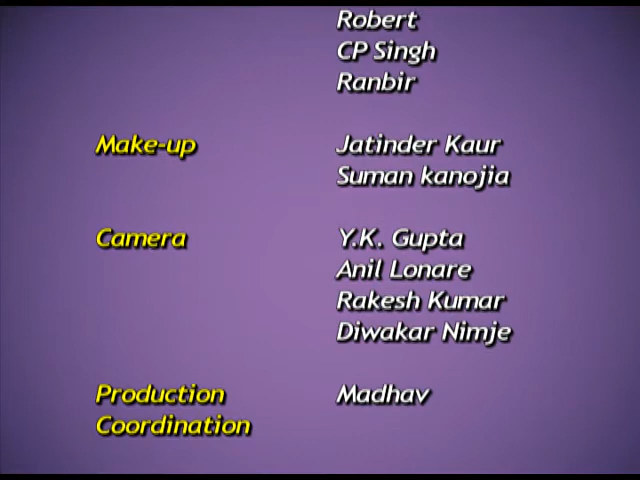 Robert
CP Singh
Ranbir
Make-up Jatinder Kaur
Suman kanojia
Camera Y.K. Gupta
Anil Lonare
Rakesh Kumar
Diwakar Nimje
Production Madhav
Coordination